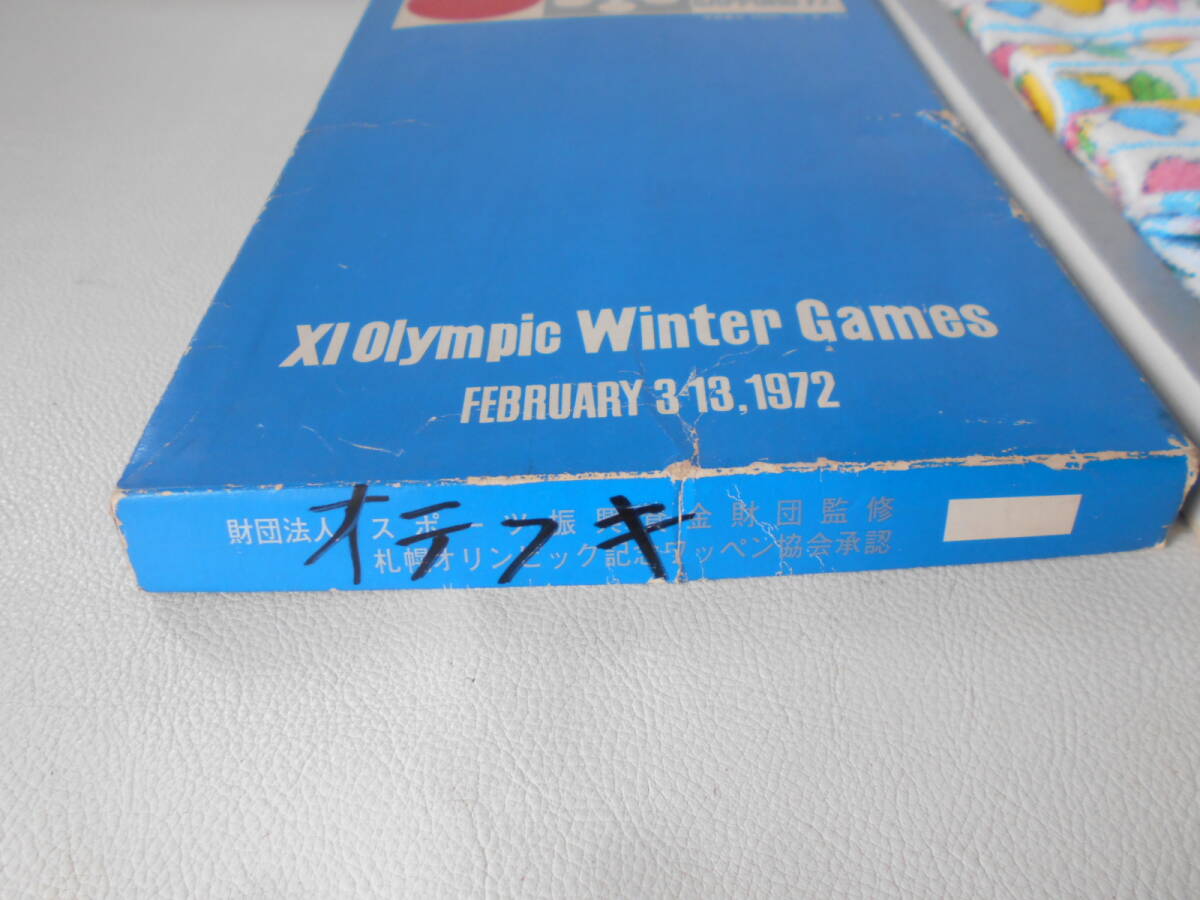 XI Olympic Winter Games
FEBRUARY 3-13, 1972
財団法人 スポーツ振興資金財団監修
札幌オリンピック記念ワッペン協会承認
オテフキ